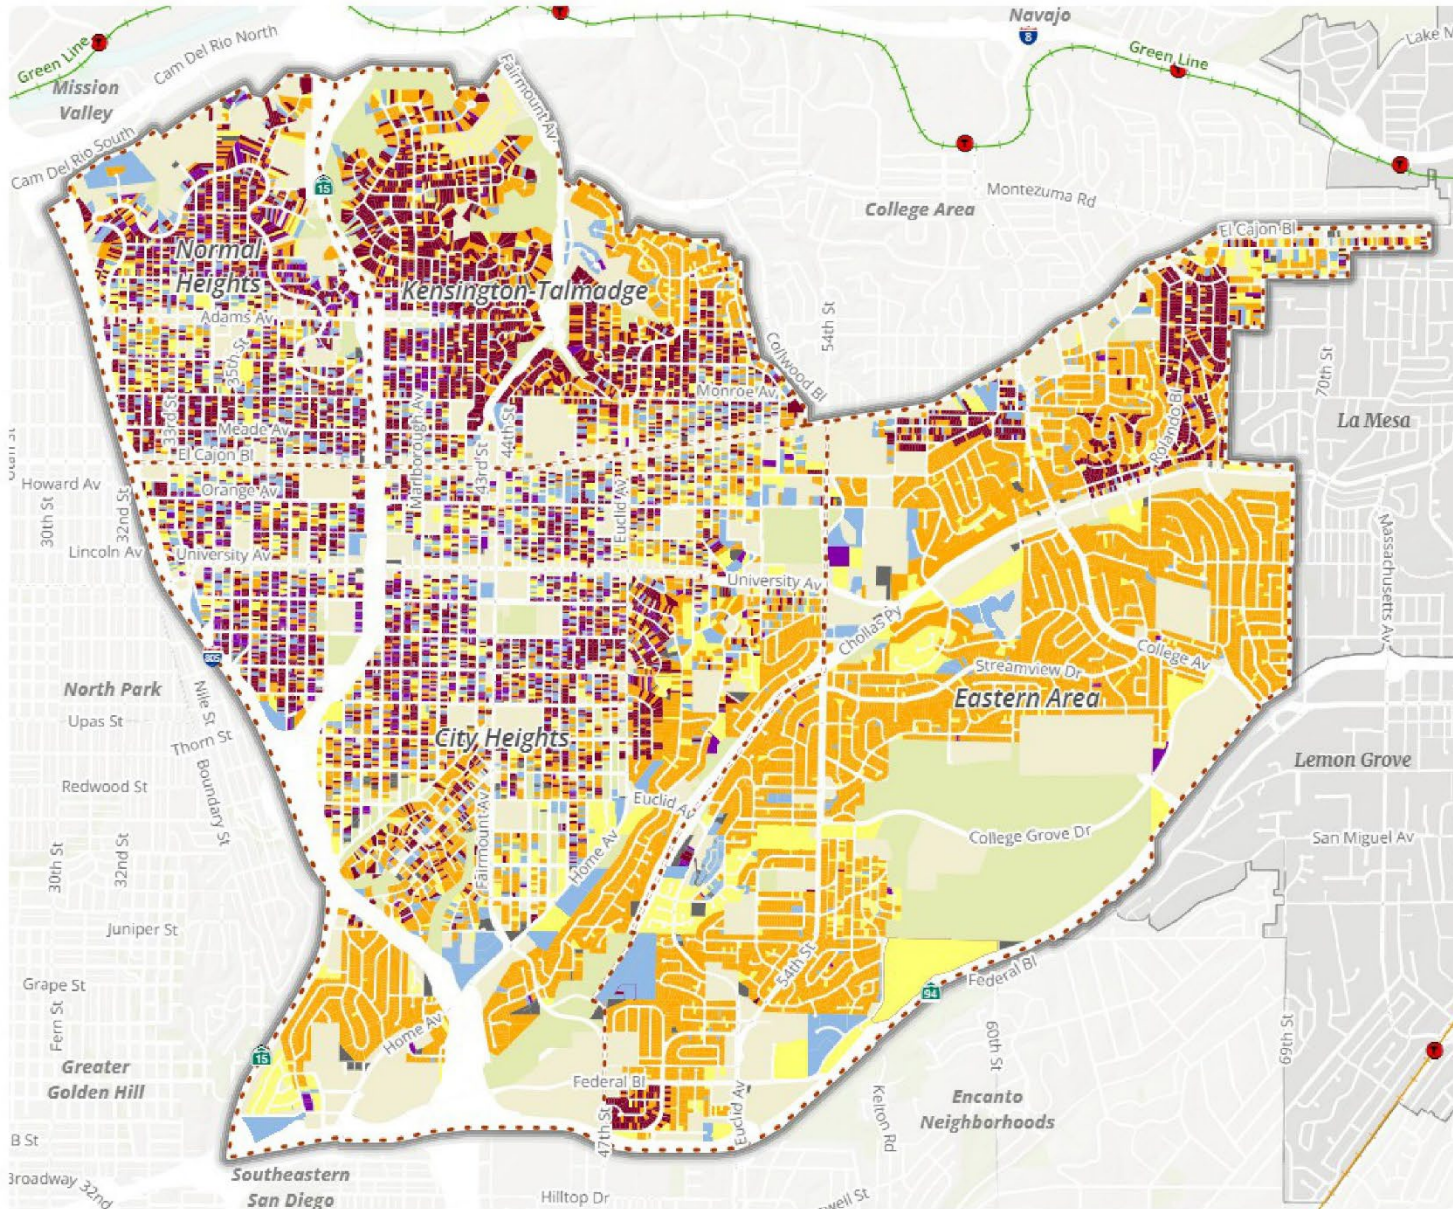 Navajo
8
Green Line
Cam Del Rio North
Green Line
Lake M
Mission
Valley
Fairmount Av
Cam Del Rio South
15
Montezuma Rd
College Area
El Cajon Bl
Normal
Heights
Kensington-Talmadge
Adams Av
54th St
35th St
Collwood Bl
70th St
Monroe Av
33rd St
Meade Av
Marlborough Av
44th St
43rd St
Rolando Bl
La Mesa
El Cajon Bl
Howard Av
Orange Av
Euclid Av
30th St
32nd St
Lincoln Av
University Av
University Av
Massachusetts Av
Chollas Py
805
College Av
Streamview Dr
North Park
Nile St
Eastern Area
Upas St
Thorn St
City Heights
Boundary St
Lemon Grove
Redwood St
Euclid Av
Fairmount Av
Home Av
College Grove Dr
San Miguel Av
30th St
32nd St
Juniper St
54th St
Federal Bl
Grape St
94
Fern St
Home Av
60th St
69th St
15
Greater
Golden Hill
Federal Bl
Encanto
Neighborhoods
47th St
Euclid Av
Kelton Rd
B St
Broadway
32nd
Southeastern
San Diego
Hilltop Dr
well St